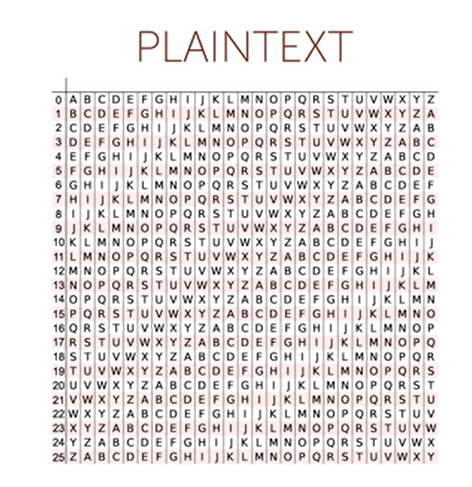 PLAINTEXT
0 A B C D E F G H I J K L M N O P Q R S T U V W X Y Z
1 B C D E F G H I J K L M N O P Q R S T U V W X Y Z A
2 C D E F G H I J K L M N O P Q R S T U V W X Y Z A B
3 D E F G H I J K L M N O P Q R S T U V W X Y Z A B C
4 E F G H I J K L M N O P Q R S T U V W X Y Z A B C D
5 F G H I J K L M N O P Q R S T U V W X Y Z A B C D E
6 G H I J K L M N O P Q R S T U V W X Y Z A B C D E F
7 H I J K L M N O P Q R S T U V W X Y Z A B C D E F G
8 I J K L M N O P Q R S T U V W X Y Z A B C D E F G H
9 J K L M N O P Q R S T U V W X Y Z A B C D E F G H I
10 K L M N O P Q R S T U V W X Y Z A B C D E F G H I J
11 L M N O P Q R S T U V W X Y Z A B C D E F G H I J K
12 M N O P Q R S T U V W X Y Z A B C D E F G H I J K L
13 N O P Q R S T U V W X Y Z A B C D E F G H I J K L M
14 O P Q R S T U V W X Y Z A B C D E F G H I J K L M N
15 P Q R S T U V W X Y Z A B C D E F G H I J K L M N O
16 Q R S T U V W X Y Z A B C D E F G H I J K L M N O P
17 R S T U V W X Y Z A B C D E F G H I J K L M N O P Q
18 S T U V W X Y Z A B C D E F G H I J K L M N O P Q R
19 T U V W X Y Z A B C D E F G H I J K L M N O P Q R S
20 U V W X Y Z A B C D E F G H I J K L M N O P Q R S T
21 V W X Y Z A B C D E F G H I J K L M N O P Q R S T U
22 W X Y Z A B C D E F G H I J K L M N O P Q R S T U V
23 X Y Z A B C D E F G H I J K L M N O P Q R S T U V W
24 Y Z A B C D E F G H I J K L M N O P Q R S T U V W X
25 Z A B C D E F G H I J K L M N O P Q R S T U V W X Y